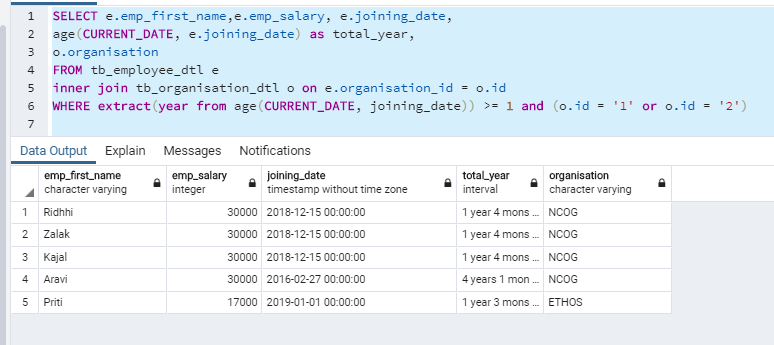 1 SELECT e.emp_first_name,e.emp_salary, e.joining_date,
2 age(CURRENT_DATE, e.joining_date) as total_year,
3 o.organisation
4 FROM tb_employee_dtl e
5 inner join tb_organisation_dtl o on e.organisation_id = o.id
6 WHERE extract(year from age(CURRENT_DATE, joining_date)) >= 1 and (o.id = '1' or o.id = '2')
7
Data Output Explain Messages Notifications
emp_first_name emp_salary joining_date total_year organisation
character varying integer timestamp without time zone interval character varying
1 Ridhhi 30000 2018-12-15 00:00:00 1 year 4 mons ... NCOG
2 Zalak 30000 2018-12-15 00:00:00 1 year 4 mons ... NCOG
3 Kajal 30000 2018-12-15 00:00:00 1 year 4 mons ... NCOG
4 Aravi 30000 2016-02-27 00:00:00 4 years 1 mon ... NCOG
5 Priti 17000 2019-01-01 00:00:00 1 year 3 mons ... ETHOS